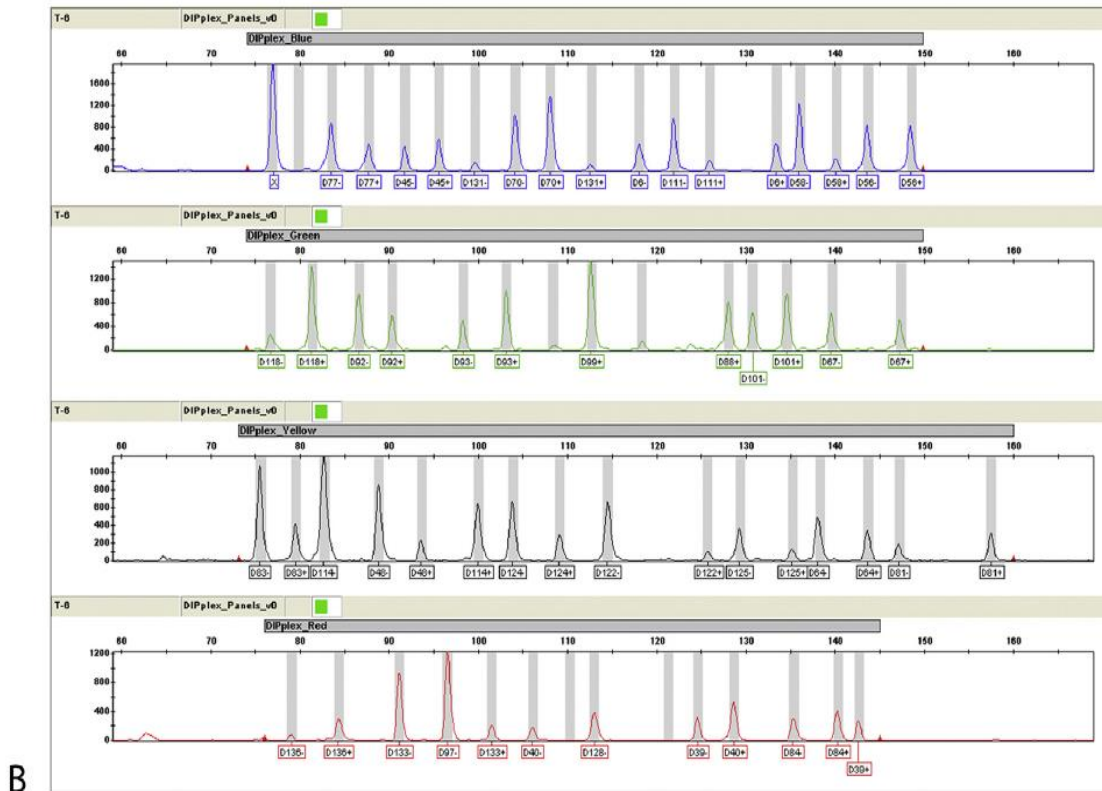 T-6 DIPplex_Panels_v0
DIPplex_Blue
60 70 80 90 100 110 120 130 140 150 160
1600
1200
800
400
0
X D77- D77+ D45- D45+ D131- D70- D70+ D131+ D6- D111- D111+ D6+ D58- D58+ D56- D56+
T-6 DIPplex_Panels_v0
DIPplex_Green
60 70 80 90 100 110 120 130 140 150 160
1200
800
400
0
D118- D118+ D92- D92+ D93- D93+ D99+ D88+ D101+ D67- D67+
D101-
T-6 DIPplex_Panels_v0
DIPplex_Yellow
60 70 80 90 100 110 120 130 140 150 160
1000
800
600
400
200
0
D83- D83+ D114- D48- D48+ D114+ D124- D124+ D122- D122+ D125- D125+ D64- D64+ D81- D81+
T-6 DIPplex_Panels_v0
DIPplex_Red
60 70 80 90 100 110 120 130 140 150 160
1200
800
400
0
D136- D136+ D133- D97- D133+ D40- D128- D39- D40+ D84- D84+
D39+
B